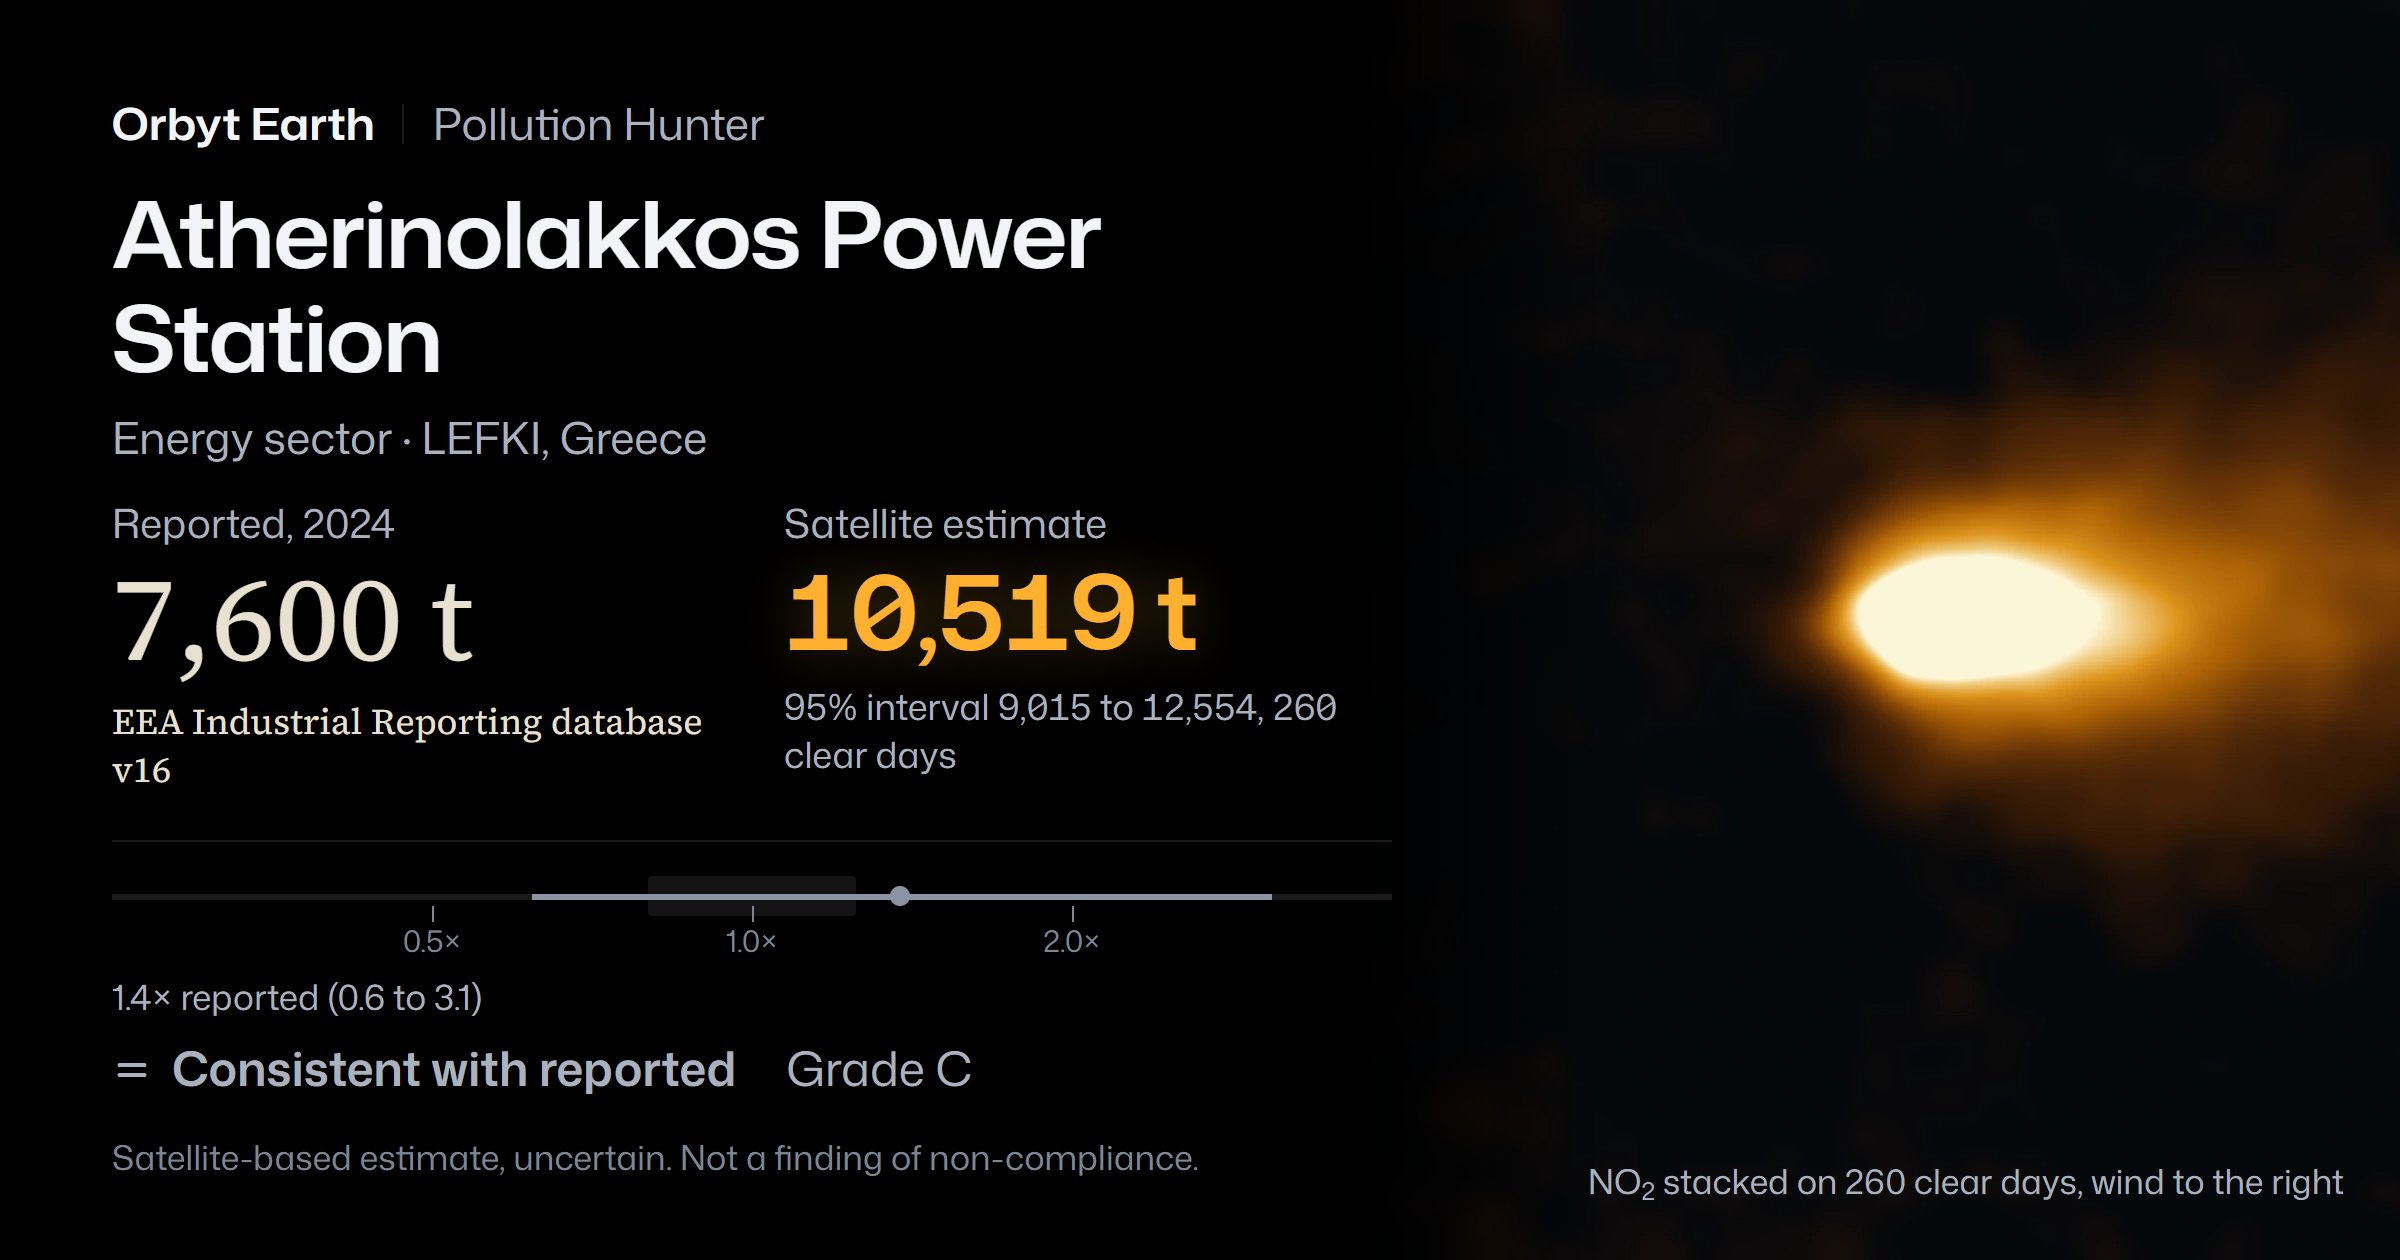 Orbyt Earth | Pollution Hunter
Atherinolakkos Power
Station
Energy sector · LEFKI, Greece
Reported, 2024
7,600 t
EEA Industrial Reporting database
v16
Satellite estimate
10,519 t
95% interval 9,015 to 12,554, 260
clear days
0.5× 1.0× 2.0×
1.4× reported (0.6 to 3.1)
= Consistent with reported Grade C
Satellite-based estimate, uncertain. Not a finding of non-compliance.
NO₂ stacked on 260 clear days, wind to the right